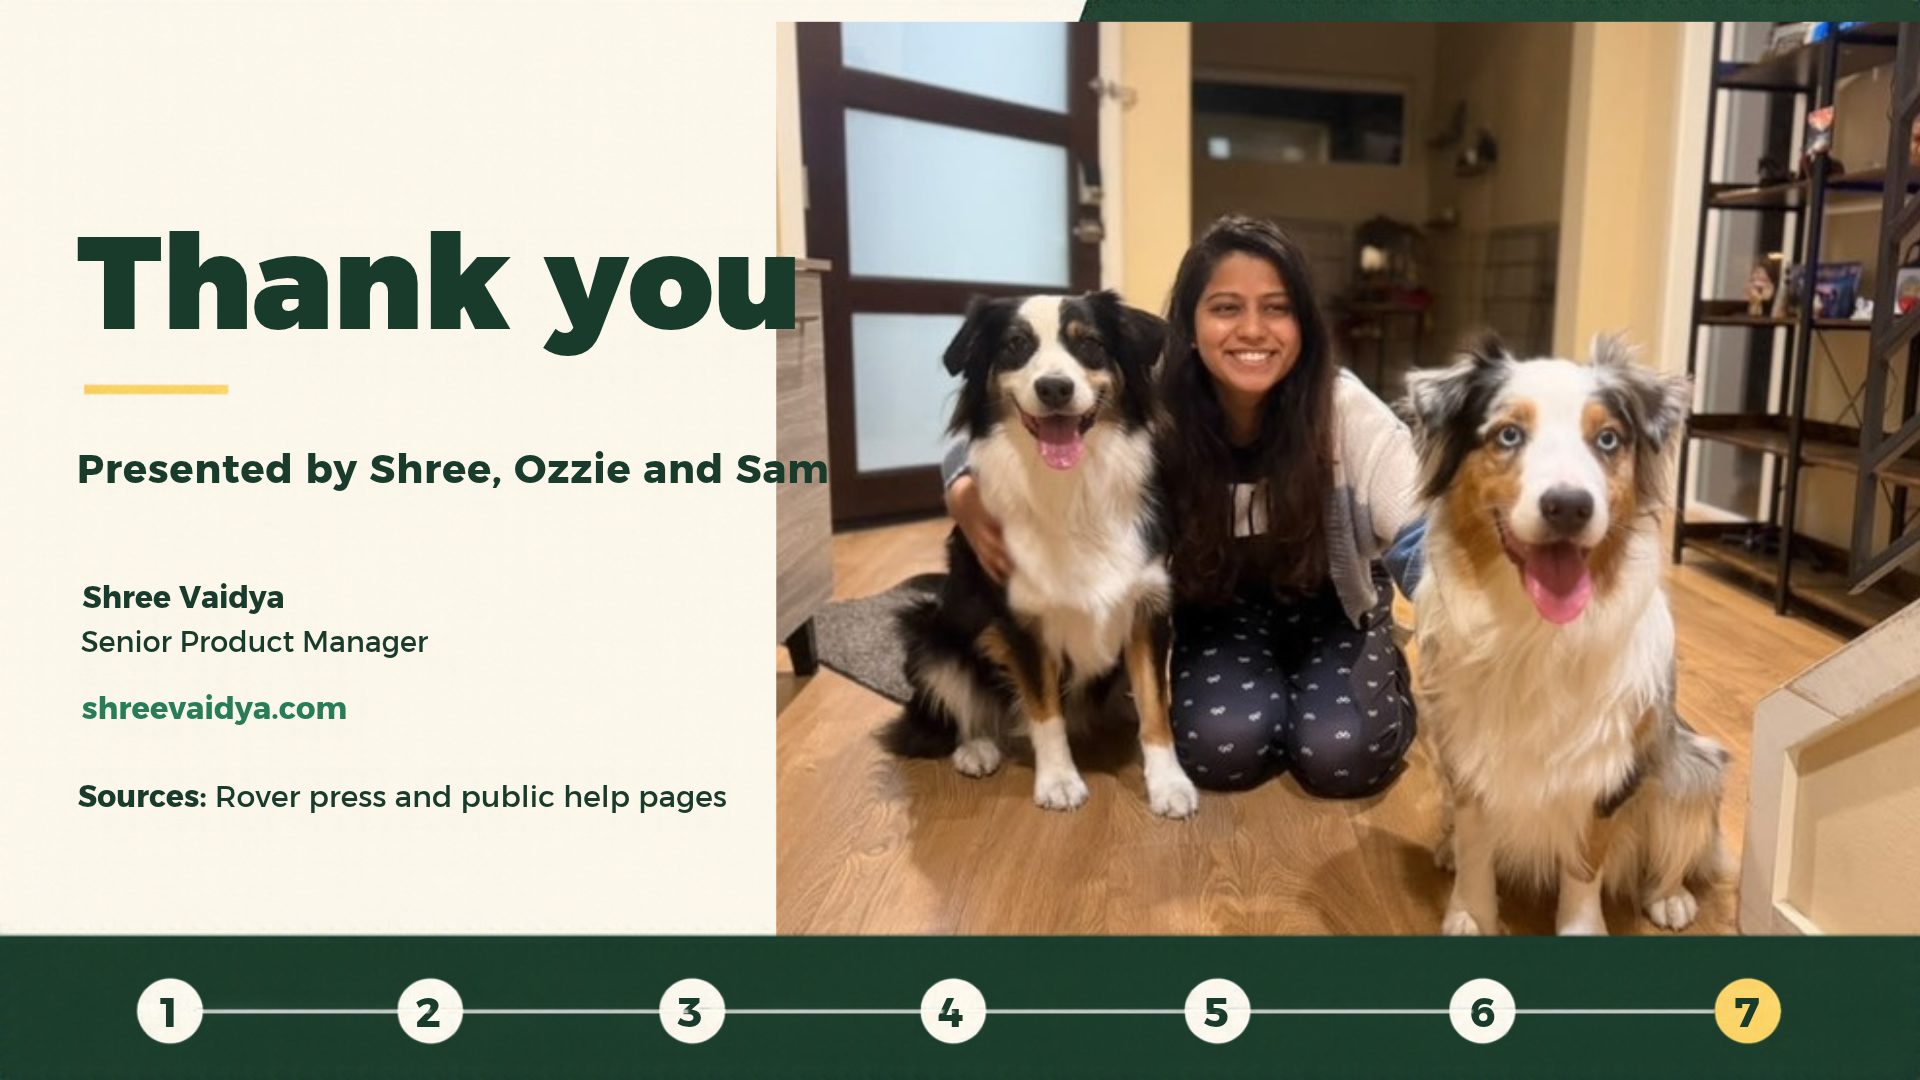 Thank you
Presented by Shree, Ozzie and Sam
Shree Vaidya
Senior Product Manager
shreevaidya.com
Sources: Rover press and public help pages
1 2 3 4 5 6 7